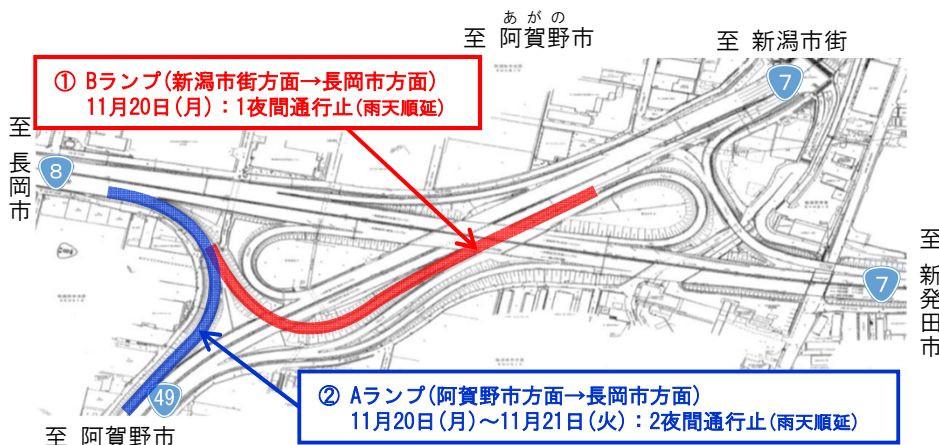 あがの
至 阿賀野市
至 新潟市街
7
① Bランプ(新潟市街方面→長岡市方面)
11月20日(月):1夜間通行止(雨天順延)
至 長岡市
8
至 新発田市
7
② Aランプ(阿賀野市方面→長岡市方面)
11月20日(月)～11月21日(火):2夜間通行止(雨天順延)
49
至 阿賀野市